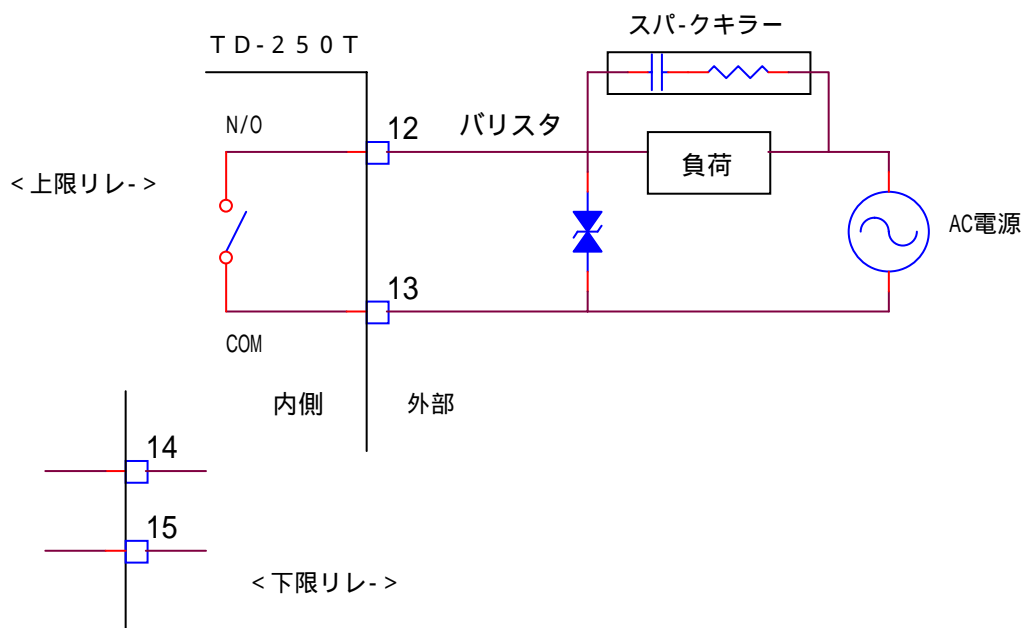 スパ-クキラー
TD-250T
N/O
12
バリスタ
負荷
<上限リレ->
AC電源
13
COM
内側
外部
14
15
<下限リレ->